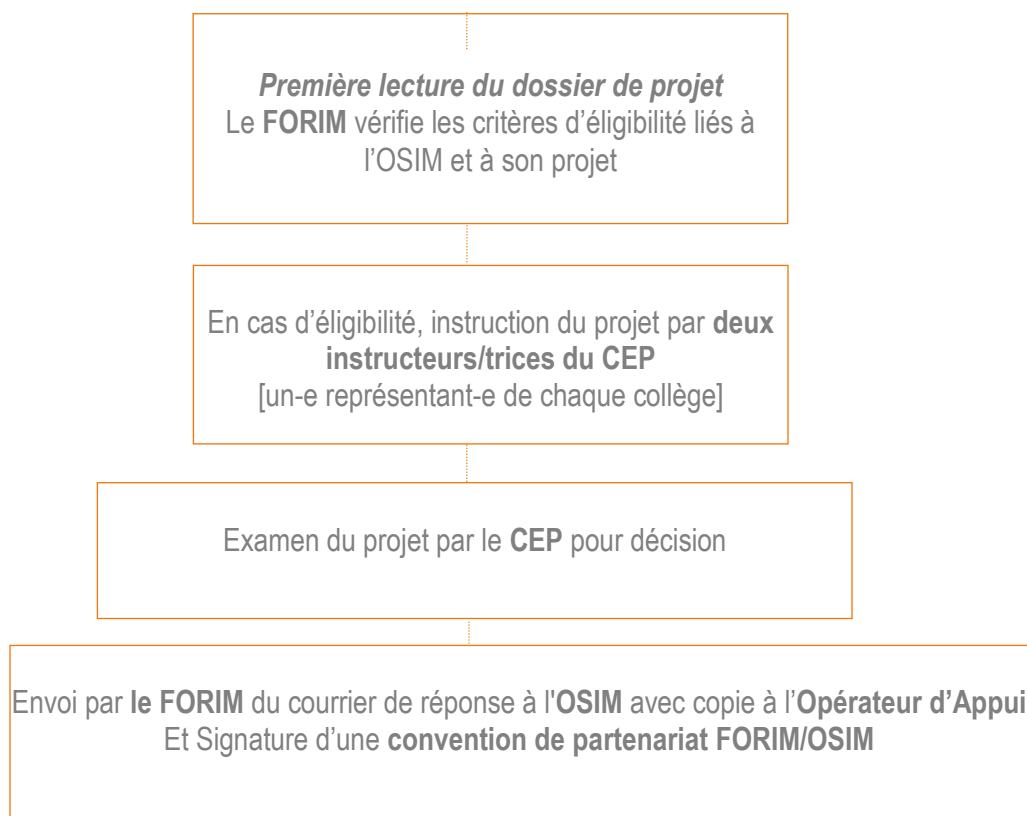 Première lecture du dossier de projet
Le FORIM vérifie les critères d’éligibilité liés à
l’OSIM et à son projet
En cas d’éligibilité, instruction du projet par deux
instructeurs/trices du CEP
[un-e représentant-e de chaque collège]
Examen du projet par le CEP pour décision
Envoi par le FORIM du courrier de réponse à l'OSIM avec copie à l’Opérateur d’Appui
Et Signature d’une convention de partenariat FORIM/OSIM